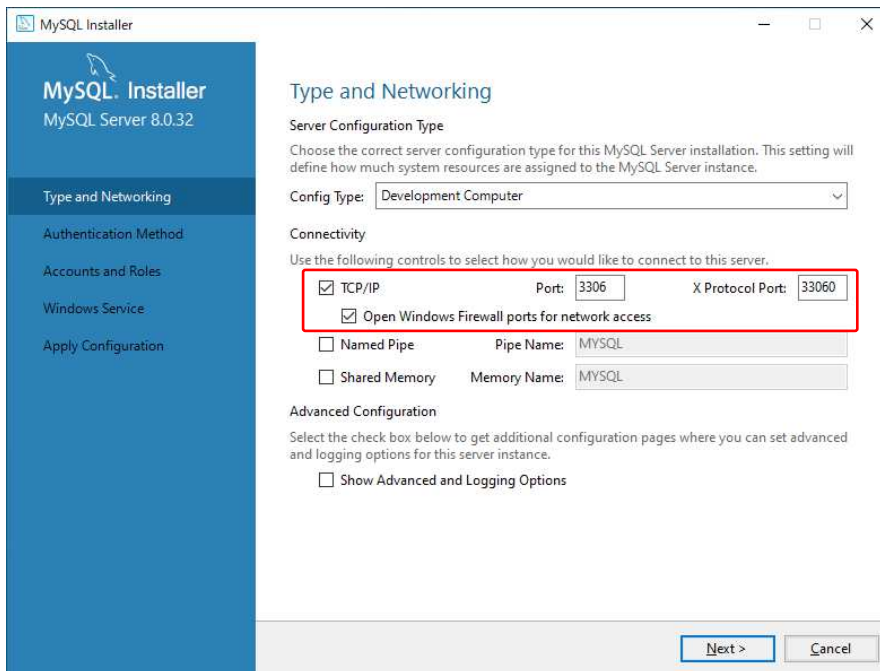 MySQL Installer
MySQL. Installer
MySQL Server 8.0.32
Type and Networking
Authentication Method
Accounts and Roles
Windows Service
Apply Configuration
Type and Networking
Server Configuration Type
Choose the correct server configuration type for this MySQL Server installation. This setting will
define how much system resources are assigned to the MySQL Server instance.
Config Type: Development Computer
Connectivity
Use the following controls to select how you would like to connect to this server.
TCP/IP Port: 3306 X Protocol Port: 33060
Open Windows Firewall ports for network access
Named Pipe Pipe Name: MYSQL
Shared Memory Memory Name: MYSQL
Advanced Configuration
Select the check box below to get additional configuration pages where you can set advanced
and logging options for this server instance.
Show Advanced and Logging Options
Next > Cancel